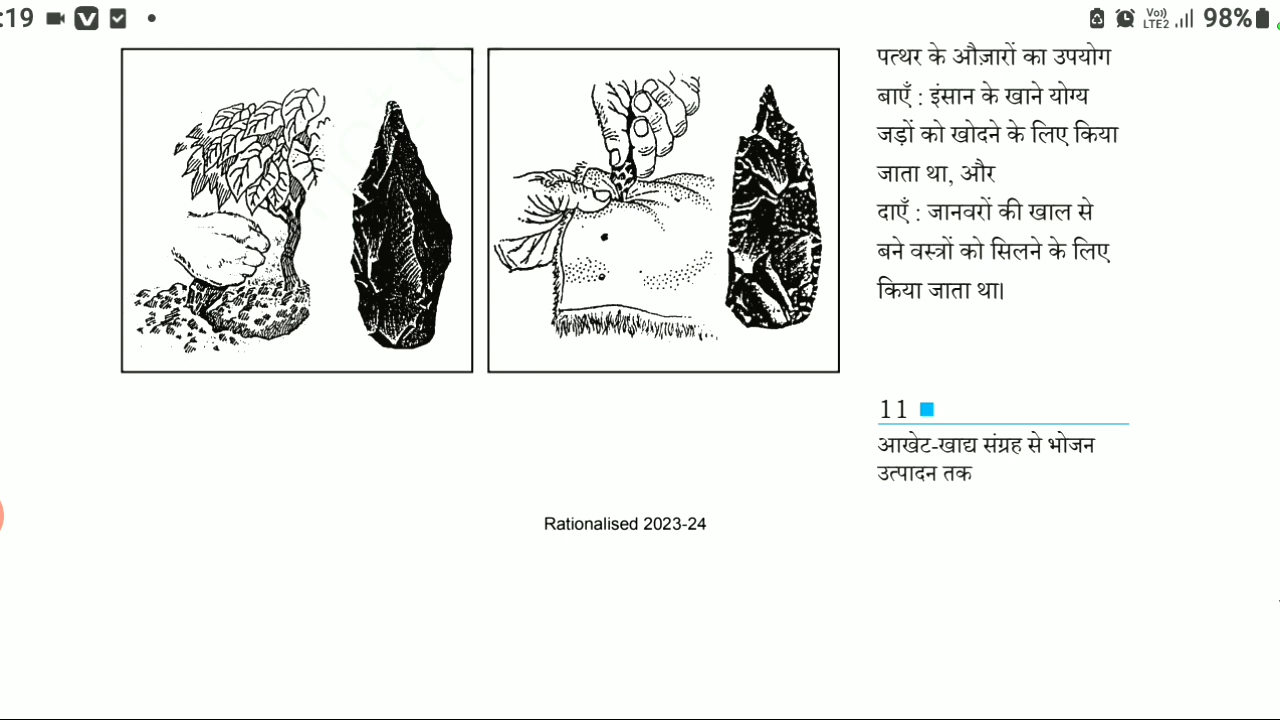 :19
Vo))
LTE2
98%
पत्थर के औज़ारों का उपयोग
बाएँ : इंसान के खाने योग्य
जड़ों को खोदने के लिए किया
जाता था, और
दाएँ : जानवरों की खाल से
बने वस्त्रों को सिलने के लिए
किया जाता था।
11
आखेट-खाद्य संग्रह से भोजन
उत्पादन तक
Rationalised 2023-24